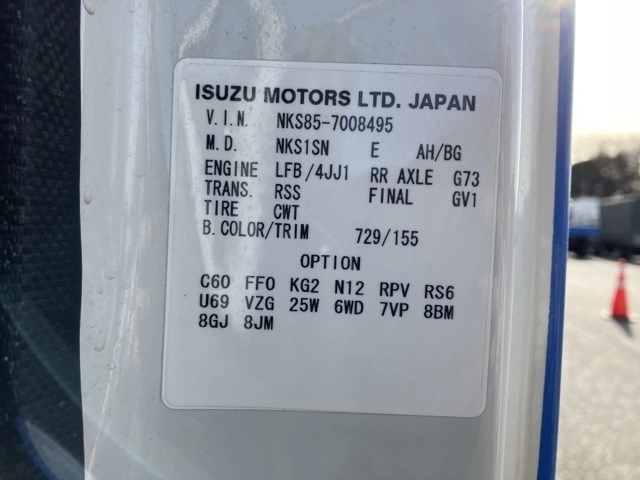 ISUZU MOTORS LTD. JAPAN
V.I.N. NKS85-7008495
M.D. NKS1SN E AH/BG
ENGINE LFB/4JJ1 RR AXLE G73
TRANS. RSS FINAL GV1
TIRE CWT
B.COLOR/TRIM 729/155
OPTION
C60 FF0 KG2 N12 RPV RS6
U69 VZG 25W 6WD 7VP 8BM
8GJ 8JM